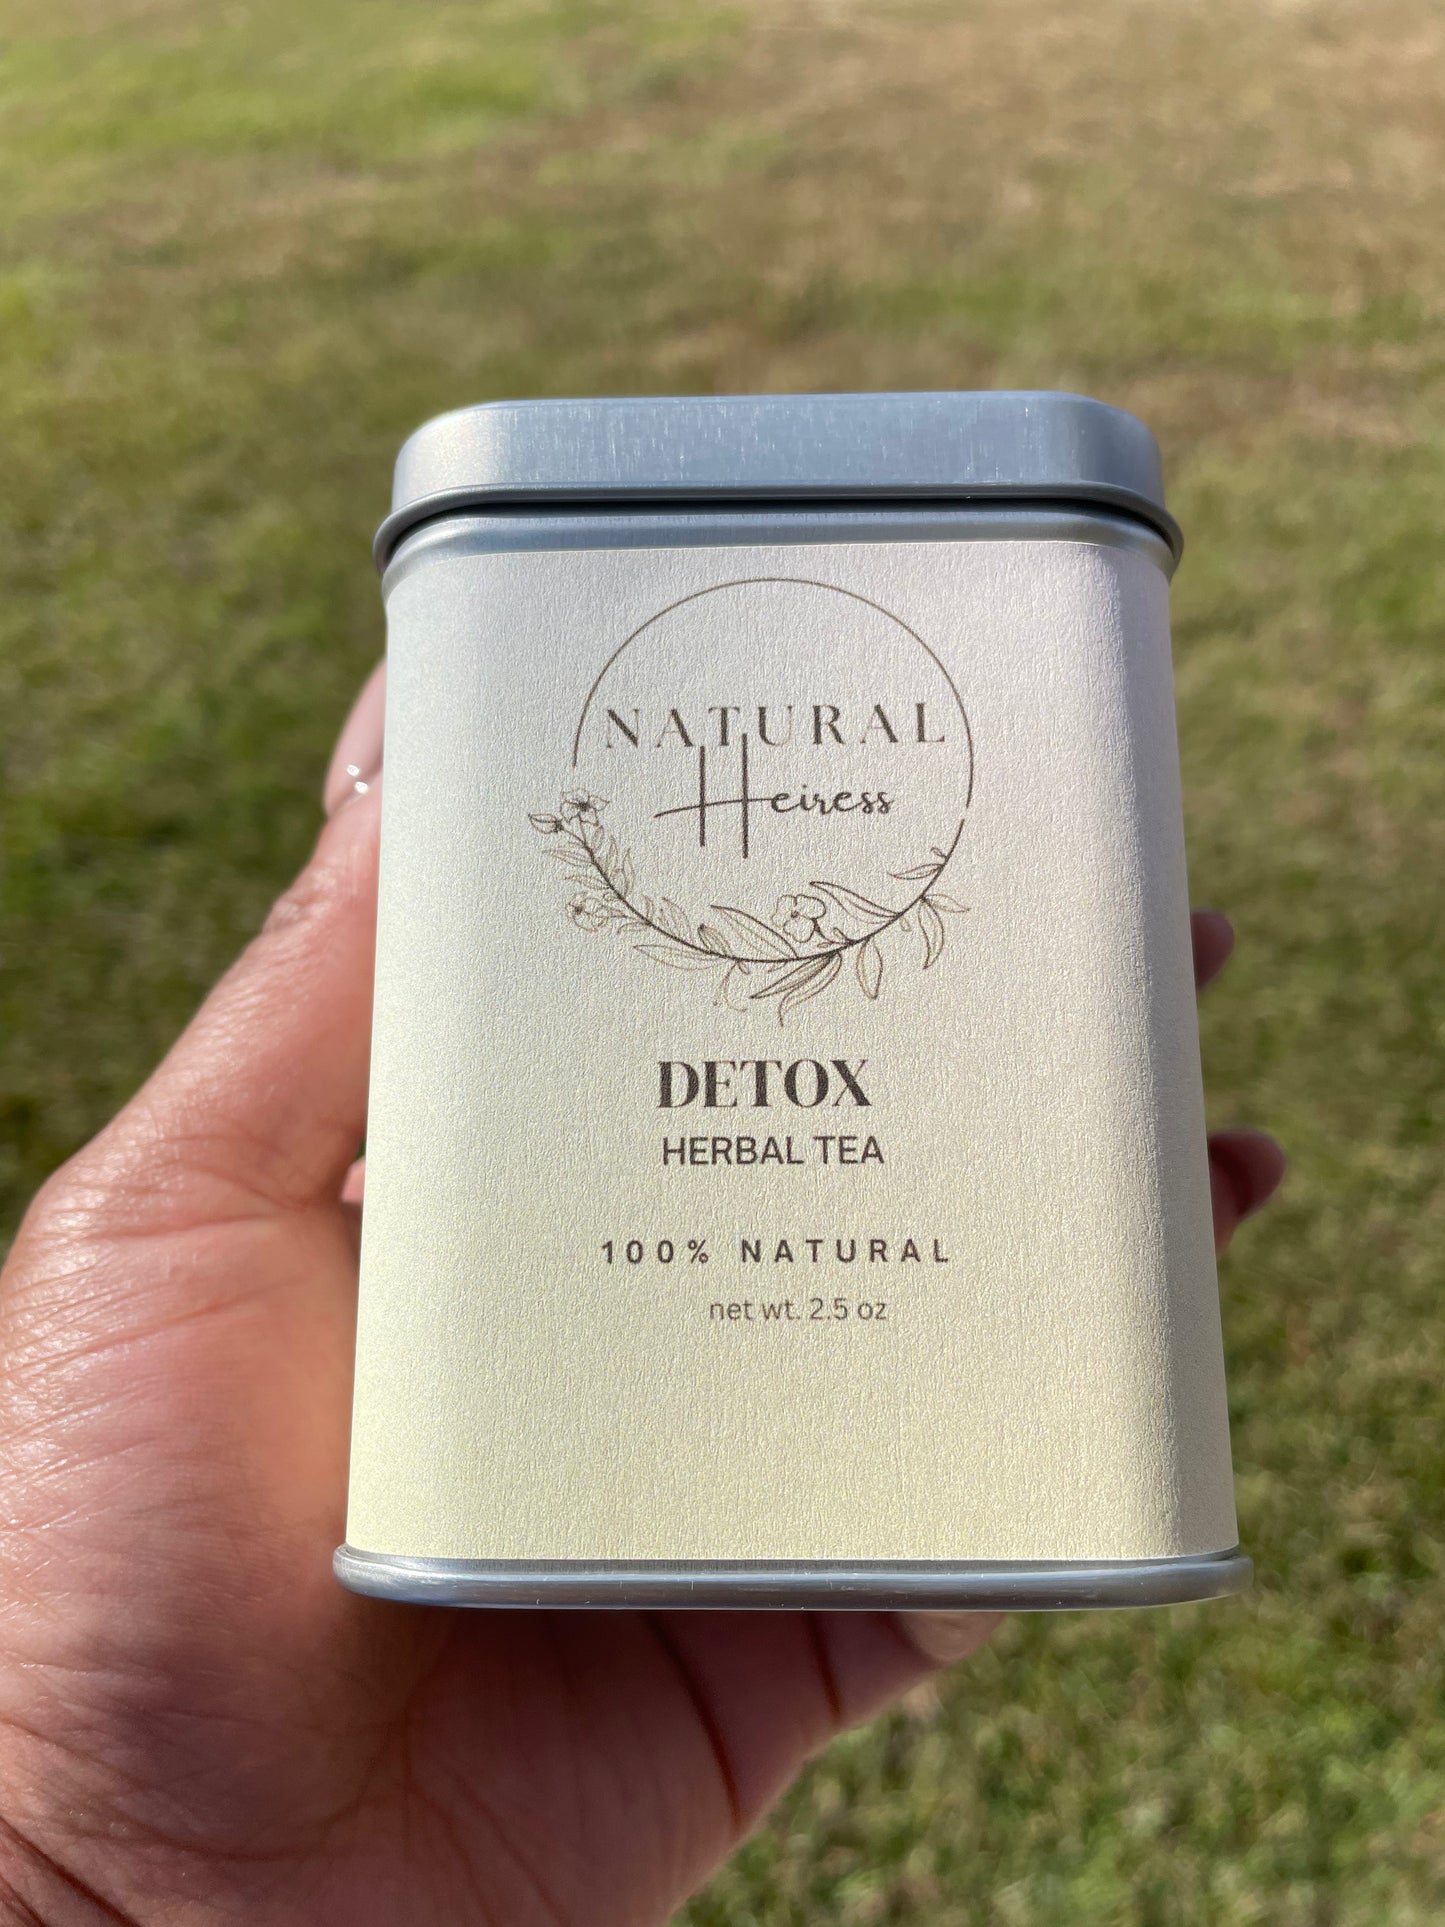 NATURAL
Heiress
DETOX
HERBAL TEA
100% NATURAL
net wt. 2.5 oz